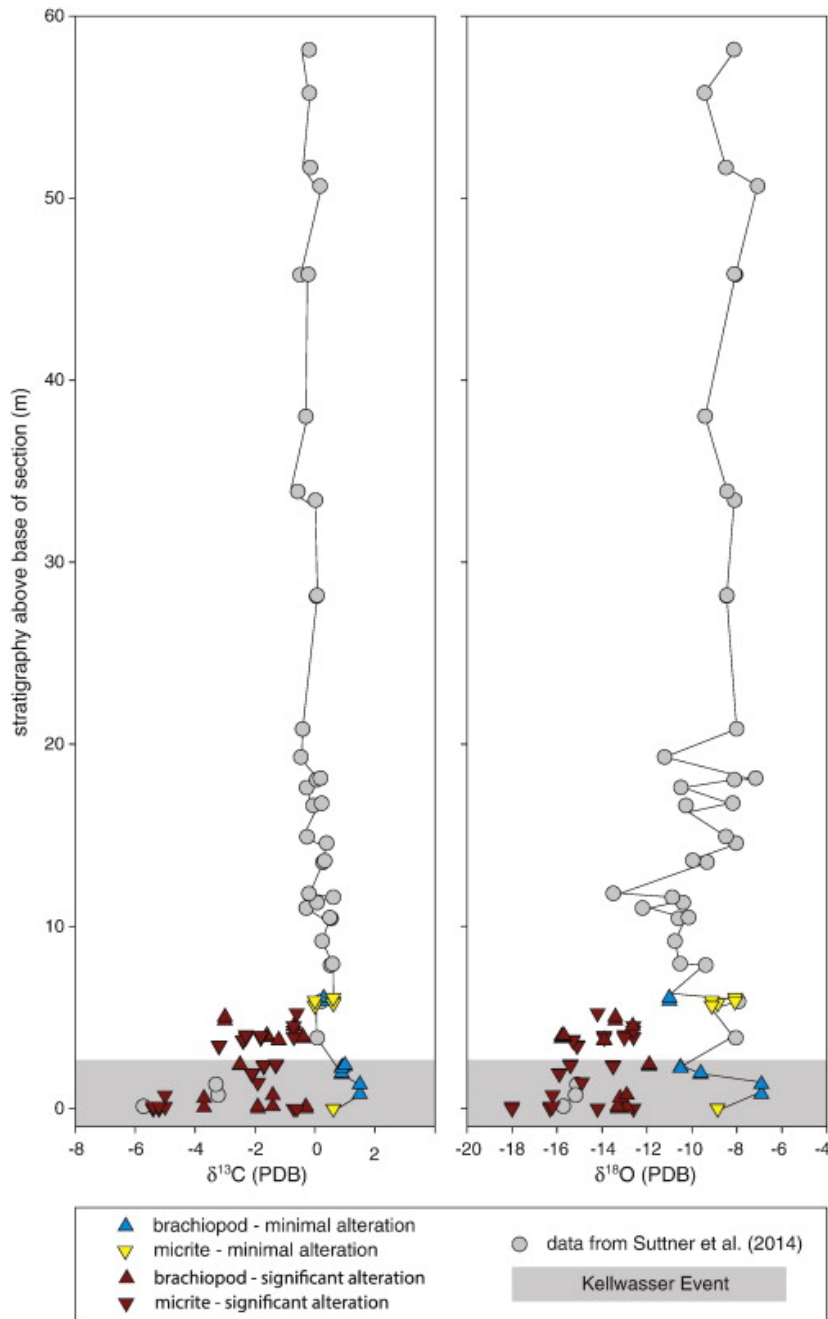 60
50
40
30
20
10
0
stratigraphy above base of section (m)
-8 -6 -4 -2 0 2
δ13C (PDB)
-20 -18 -16 -14 -12 -10 -8 -6 -4
δ18O (PDB)
brachiopod - minimal alteration
micrite - minimal alteration
brachiopod - significant alteration
micrite - significant alteration
data from Suttner et al. (2014)
Kellwasser Event